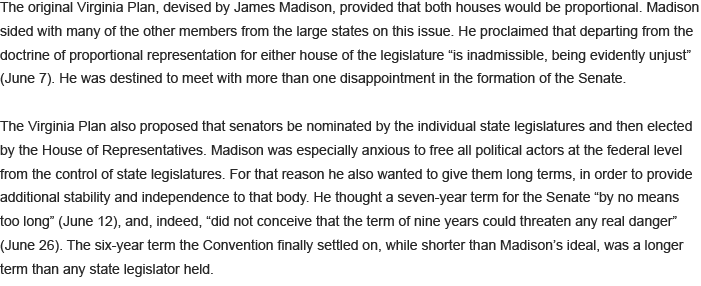 The original Virginia Plan, devised by James Madison, provided that both houses would be proportional. Madison
sided with many of the other members from the large states on this issue. He proclaimed that departing from the
doctrine of proportional representation for either house of the legislature “is inadmissible, being evidently unjust”
(June 7). He was destined to meet with more than one disappointment in the formation of the Senate.
The Virginia Plan also proposed that senators be nominated by the individual state legislatures and then elected
by the House of Representatives. Madison was especially anxious to free all political actors at the federal level
from the control of state legislatures. For that reason he also wanted to give them long terms, in order to provide
additional stability and independence to that body. He thought a seven-year term for the Senate “by no means
too long” (June 12), and, indeed, “did not conceive that the term of nine years could threaten any real danger”
(June 26). The six-year term the Convention finally settled on, while shorter than Madison’s ideal, was a longer
term than any state legislator held.